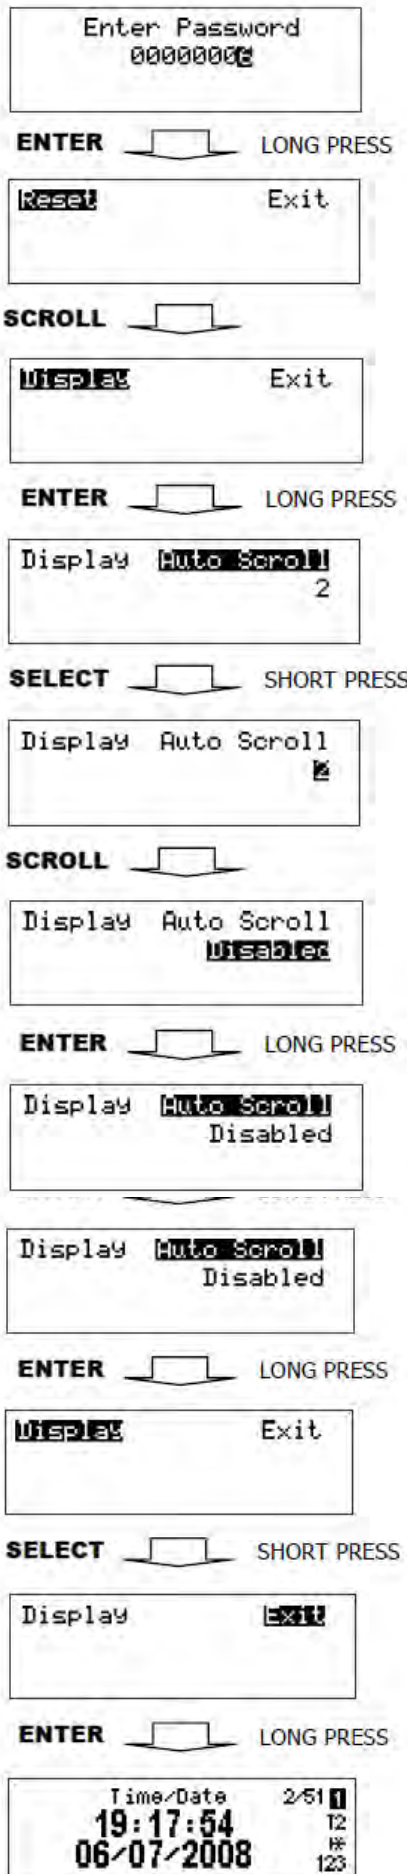 Enter Password
00000006
ENTER LONG PRESS
Reset Exit
SCROLL
Display Exit
ENTER LONG PRESS
Display Auto Scroll
2
SELECT SHORT PRESS
Display Auto Scroll
2
SCROLL
Display Auto Scroll
Disabled
ENTER LONG PRESS
Display Auto Scroll
Disabled
Display Auto Scroll
Disabled
ENTER LONG PRESS
Display Exit
SELECT SHORT PRESS
Display Exit
ENTER LONG PRESS
Time/Date 2/51 1
19:17:54 T2
06/07/2008 123